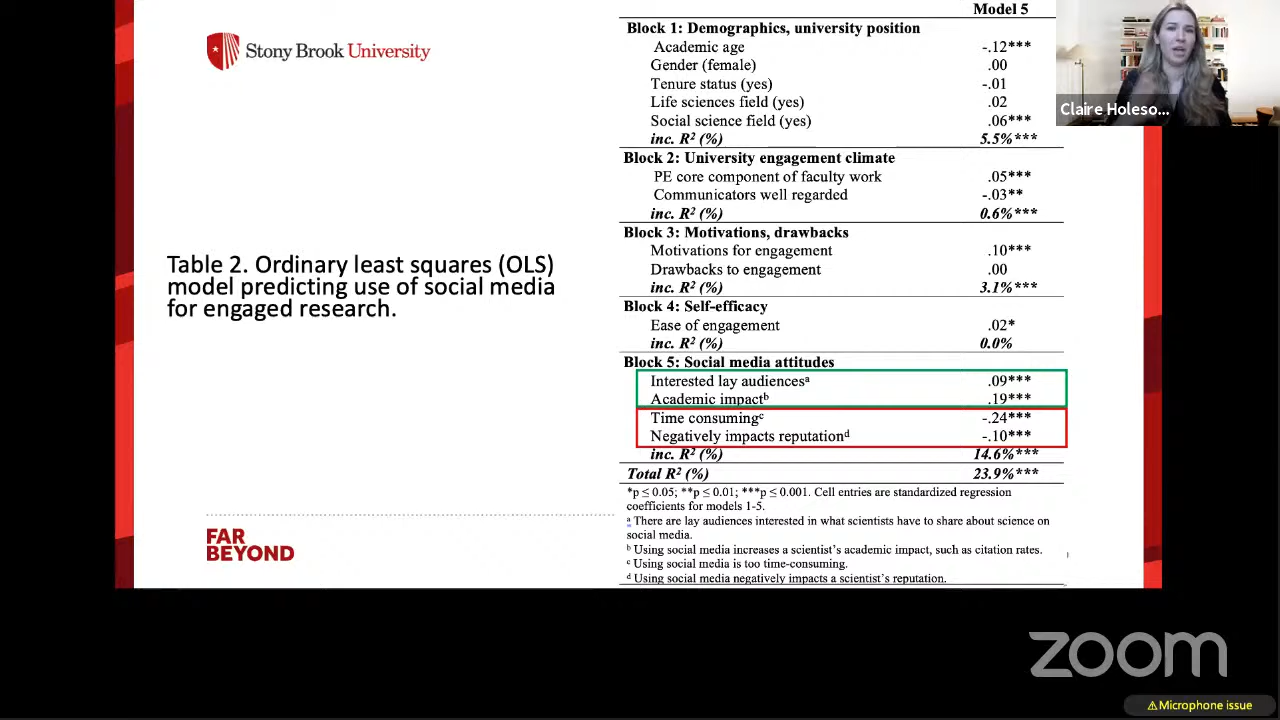 Stony Brook University
Table 2. Ordinary least squares (OLS)
model predicting use of social media
for engaged research.
FAR
BEYOND
Model 5
Block 1: Demographics, university position
Academic age -.12***
Gender (female) .00
Tenure status (yes) -.01
Life sciences field (yes) .02
Social science field (yes) .06***
inc. R² (%) 5.5%***
Block 2: University engagement climate
PE core component of faculty work .05***
Communicators well regarded -.03**
inc. R² (%) 0.6%***
Block 3: Motivations, drawbacks
Motivations for engagement .10***
Drawbacks to engagement .00
inc. R² (%) 3.1%***
Block 4: Self-efficacy
Ease of engagement .02*
inc. R² (%) 0.0%
Block 5: Social media attitudes
Interested lay audiencesᵃ .09***
Academic impactᵇ .19***
Time consumingᶜ -.24***
Negatively impacts reputationᵈ -.10***
inc. R² (%) 14.6%***
Total R² (%) 23.9%***
*p ≤ 0.05; **p ≤ 0.01; ***p ≤ 0.001. Cell entries are standardized regression
coefficients for models 1-5.
ᵃ There are lay audiences interested in what scientists have to share about science on
social media.
ᵇ Using social media increases a scientist's academic impact, such as citation rates.
ᶜ Using social media is too time-consuming.
ᵈ Using social media negatively impacts a scientist's reputation.
Claire Holeso...
zoom
⚠Microphone issue